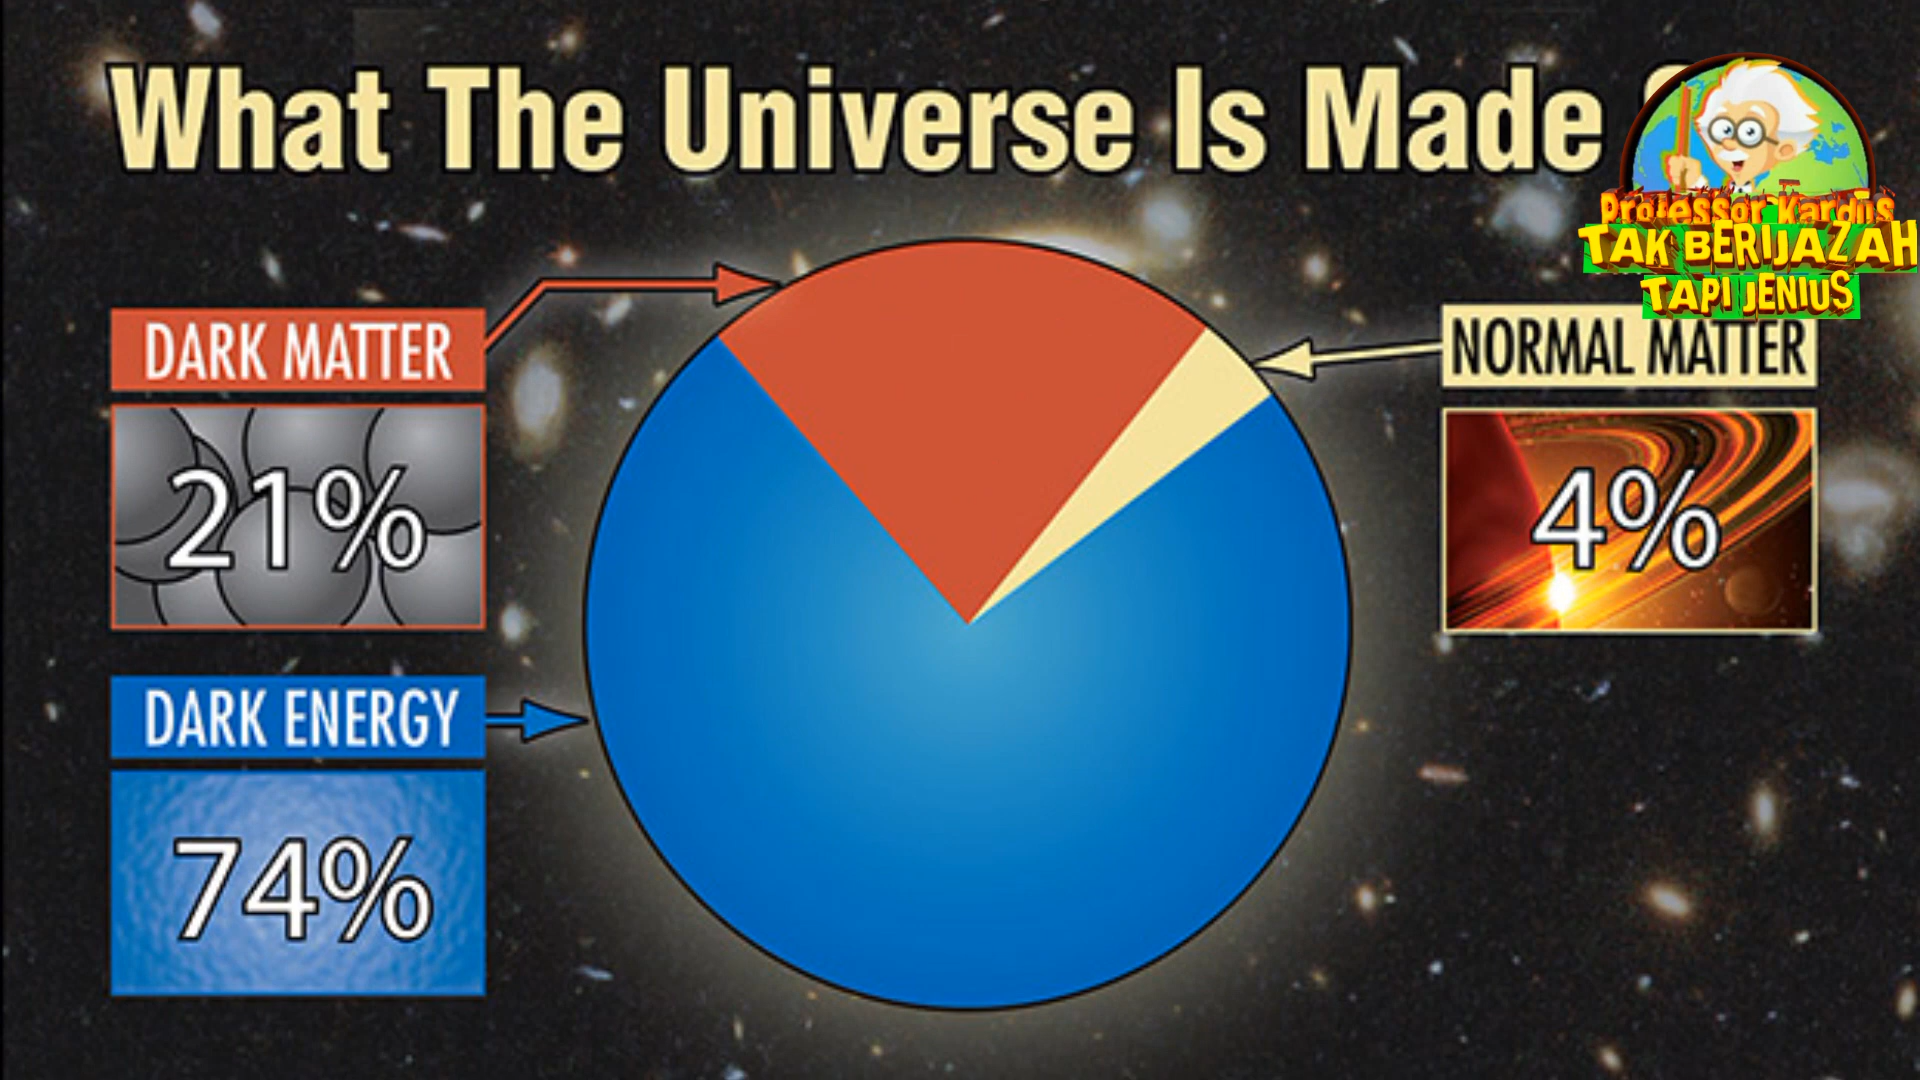 What The Universe Is Made
Professor Kardus
TAK BERIJAZAH
TAPI JENIUS
DARK MATTER
21%
DARK ENERGY
74%
NORMAL MATTER
4%